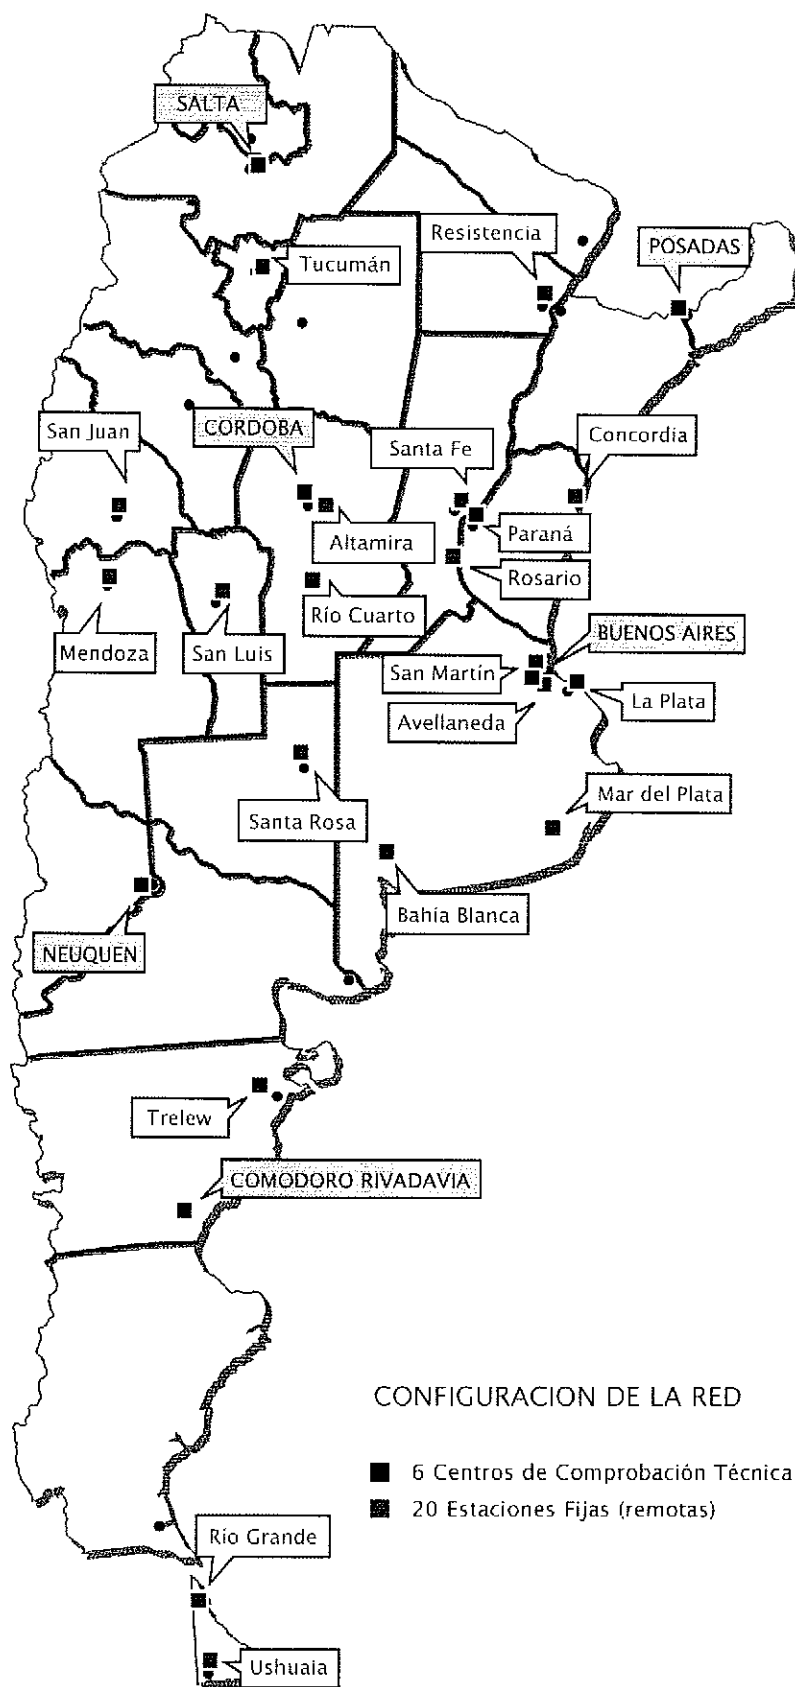 SALTA
Resistencia
POSADAS
Tucumán
San Juan
CORDOBA
Santa Fe
Concordia
Altamira
Paraná
Rosario
Río Cuarto
BUENOS AIRES
Mendoza
San Luis
San Martín
La Plata
Avellaneda
Mar del Plata
Santa Rosa
Bahía Blanca
NEUQUEN
Trelew
COMODORO RIVADAVIA
CONFIGURACION DE LA RED
6 Centros de Comprobación Técnica
20 Estaciones Fijas (remotas)
Río Grande
Ushuaia